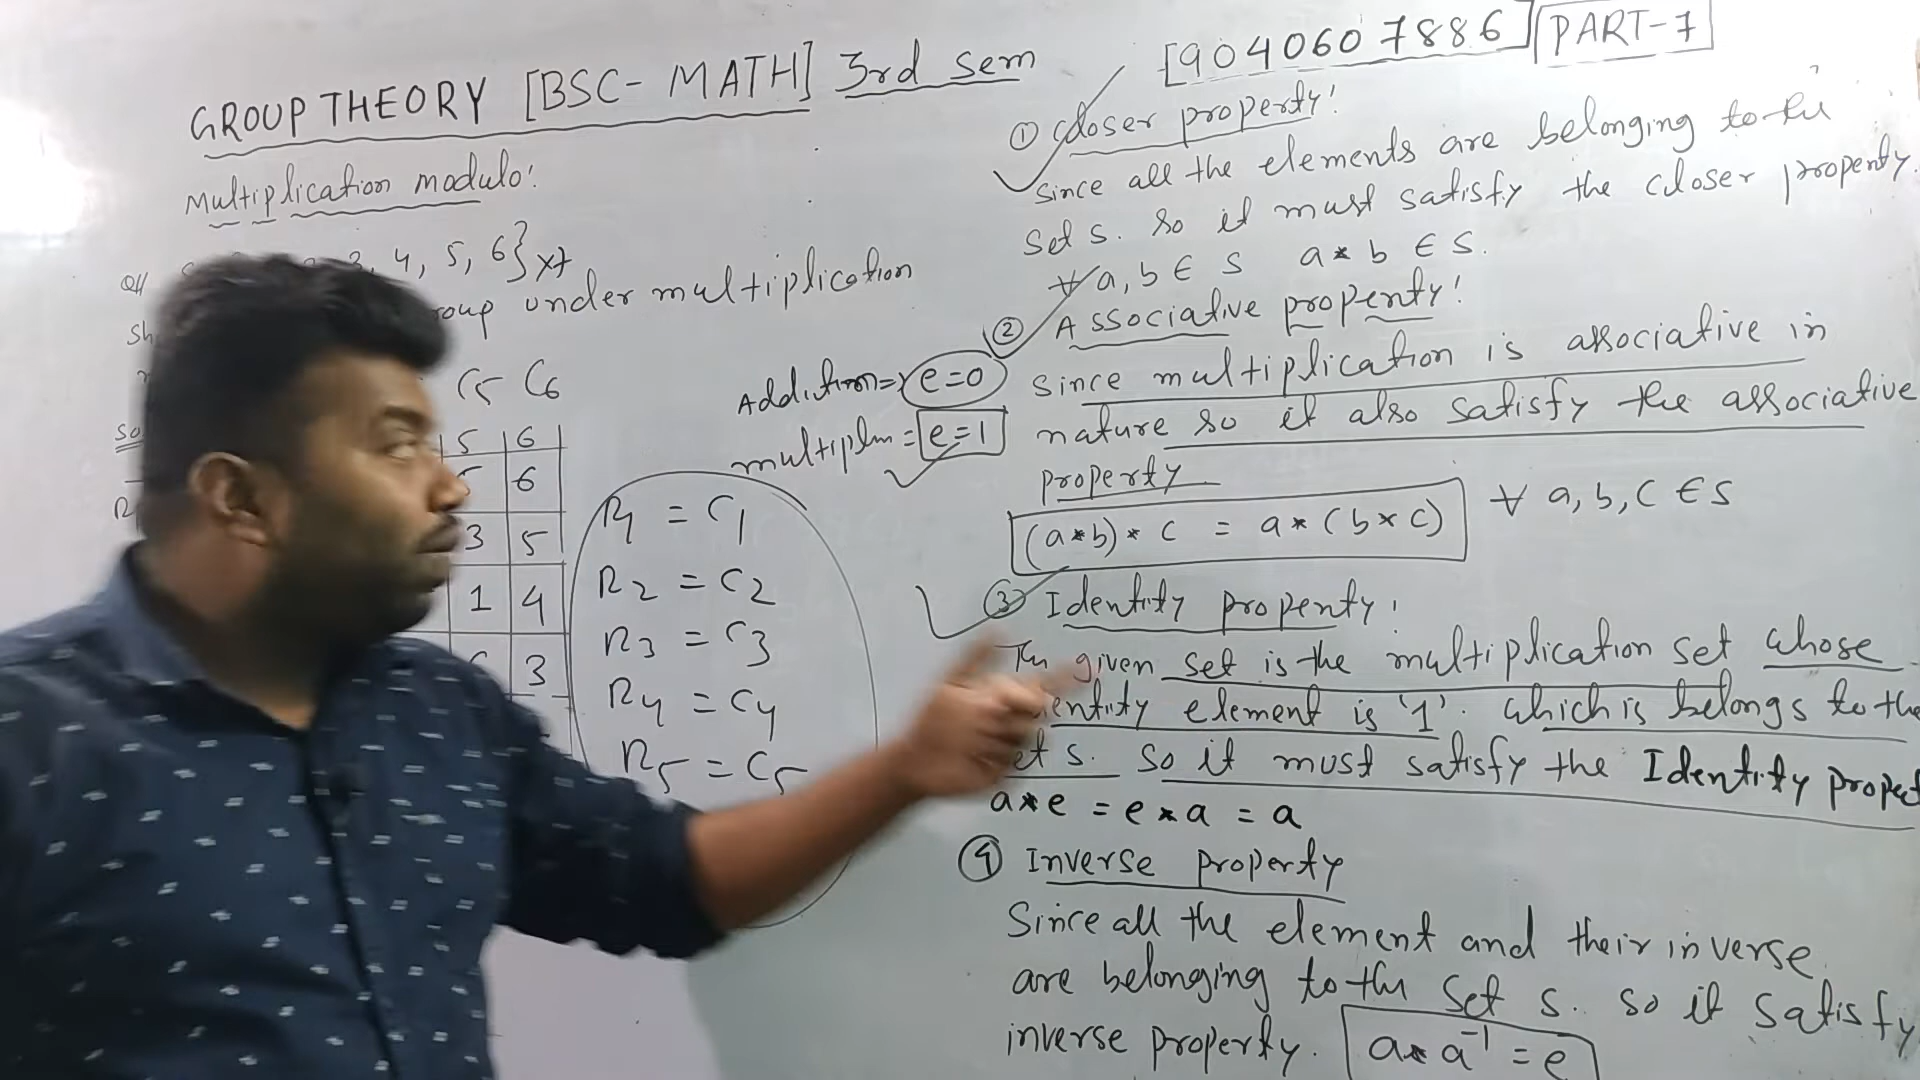 GROUP THEORY [BSC- MATH] 3rd sem
[9040607886] PART-7
Multiplication modulo!
Q// 3, 4, 5, 6} x7
group under multiplication
C5 C6
5 6
6
3 5
1 4
3
Addition => e=0
multiplm = e=1
R1 = C1
R2 = C2
R3 = C3
R4 = C4
R5 = C5
① closer property!
Since all the elements are belonging to the
set s. so it must satisfy the closer property.
∀ a, b ∈ S a * b ∈ S.
② Associative property!
Since multiplication is associative in
nature so it also satisfy the associative
property
(a*b)* c = a*(b*c) ∀ a, b, c ∈ S
③ Identity property!
The given set is the multiplication set whose
element is '1'. which is belongs to the
s. so it must satisfy the Identity
a*e = e*a = a
④ Inverse property
Since all the element and their inverse
are belonging to the set s. so it satisfy
inverse property. a*a⁻¹ = e